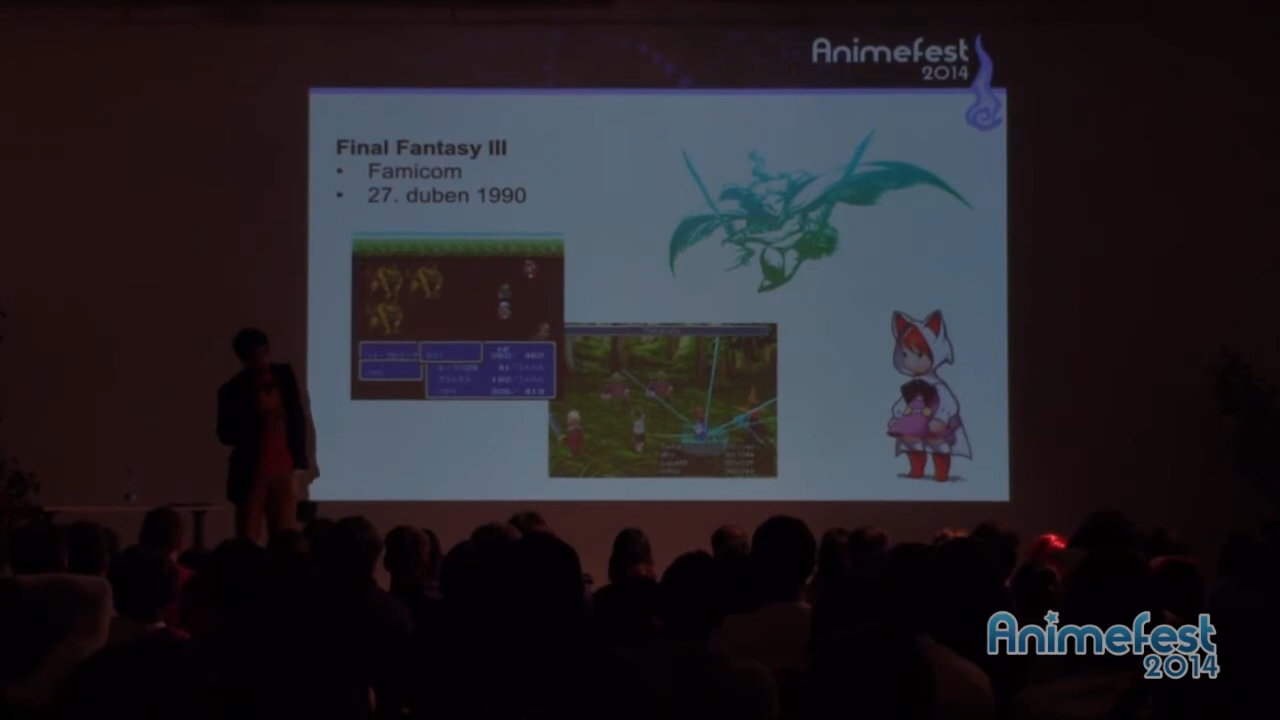 Animefest
2014
Final Fantasy III
• Famicom
• 27. duben 1990
Animefest
2014